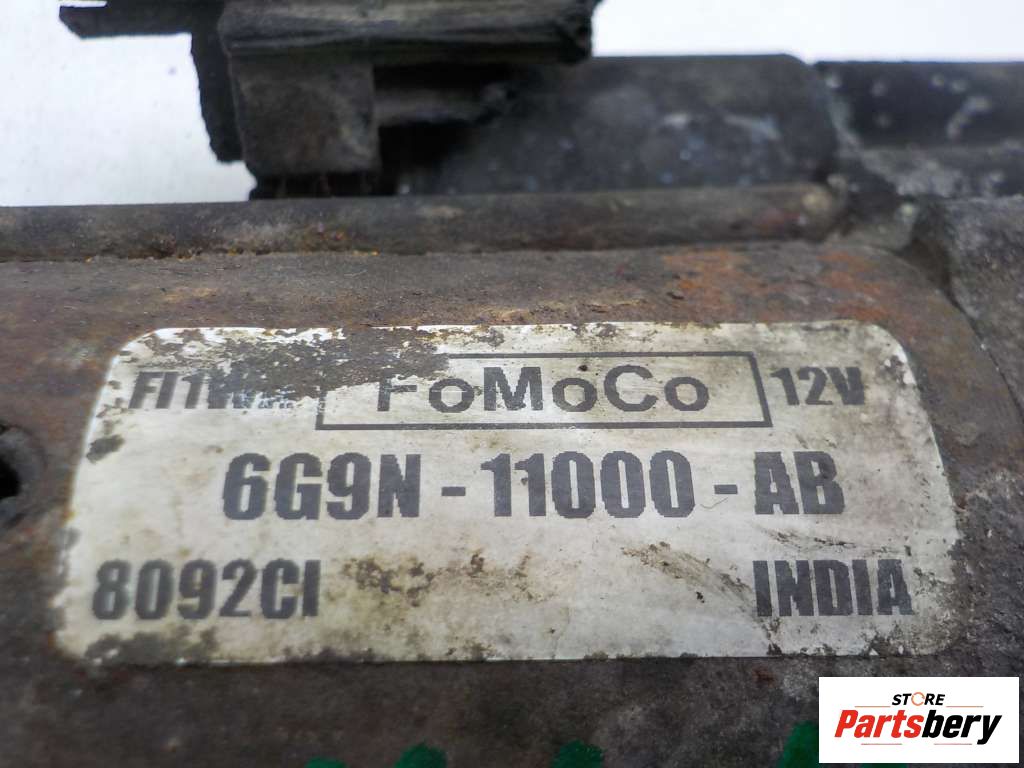 FoMoCo 12V
6G9N - 11000 - AB
8092CI INDIA
STORE
Partsbery